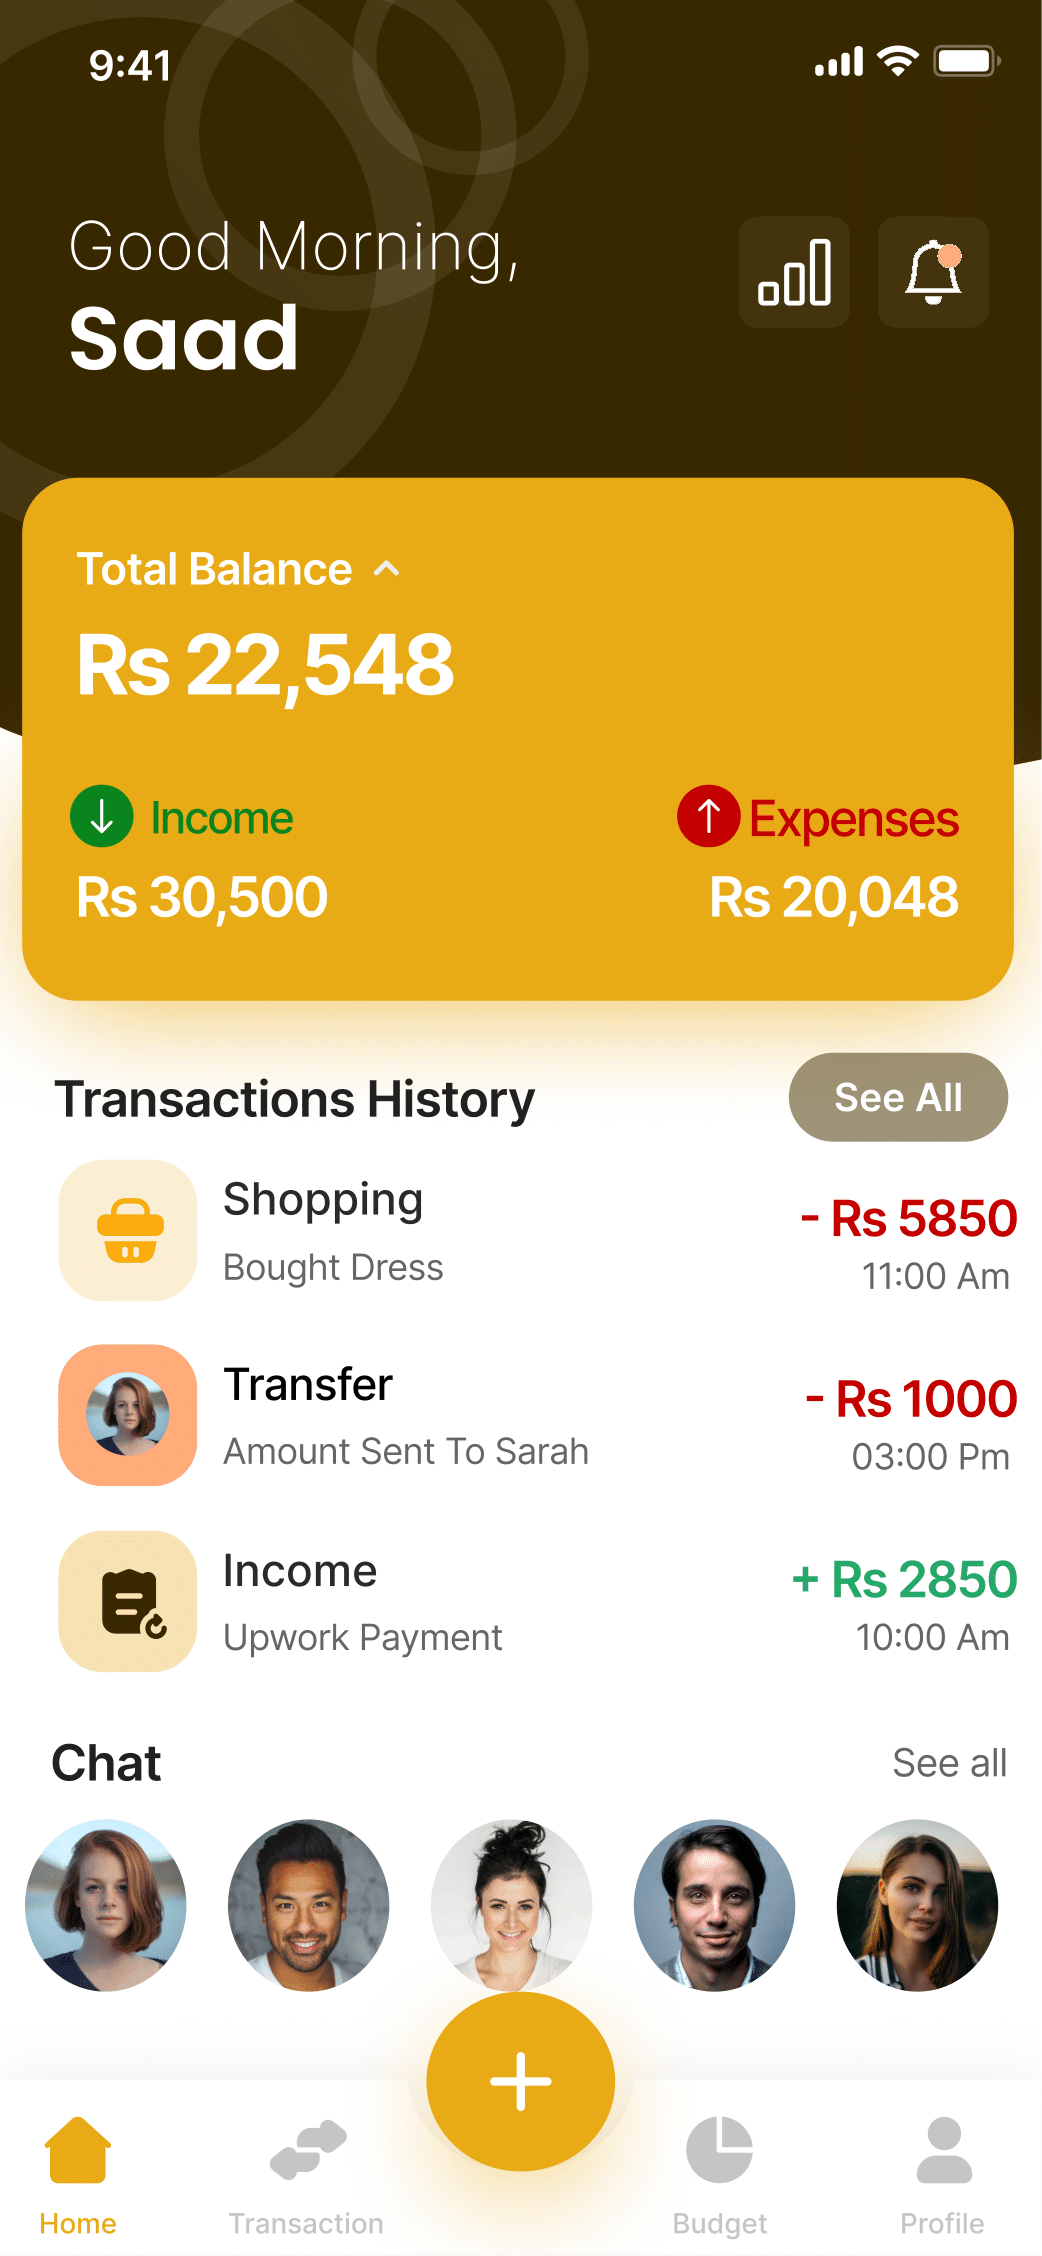 9:41
Good Morning,
Saad
Total Balance
Rs 22,548
Income
Expenses
Rs 30,500
Rs 20,048
Transactions History
See All
Shopping
- Rs 5850
Bought Dress
11:00 Am
Transfer
- Rs 1000
Amount Sent To Sarah
03:00 Pm
Income
+ Rs 2850
Upwork Payment
10:00 Am
Chat
See all
Home
Transaction
Budget
Profile